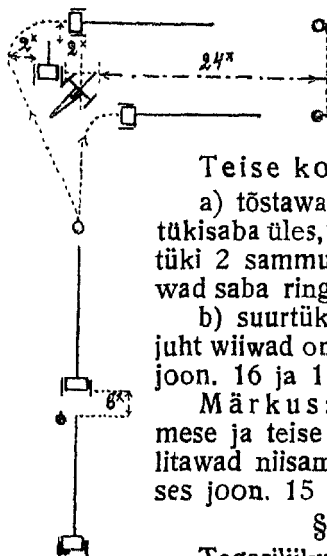 2ˣ
2ˣ
24ˣ
6ˣ
Teise ko
a) tõstawa
tükisaba üles,
tüki 2 sammu
wad saba ring
b) suurtük
juht wiiwad on
joon. 16 ja 1
Märkus:
mese ja teise
litawad niisam
ses joon. 15
§